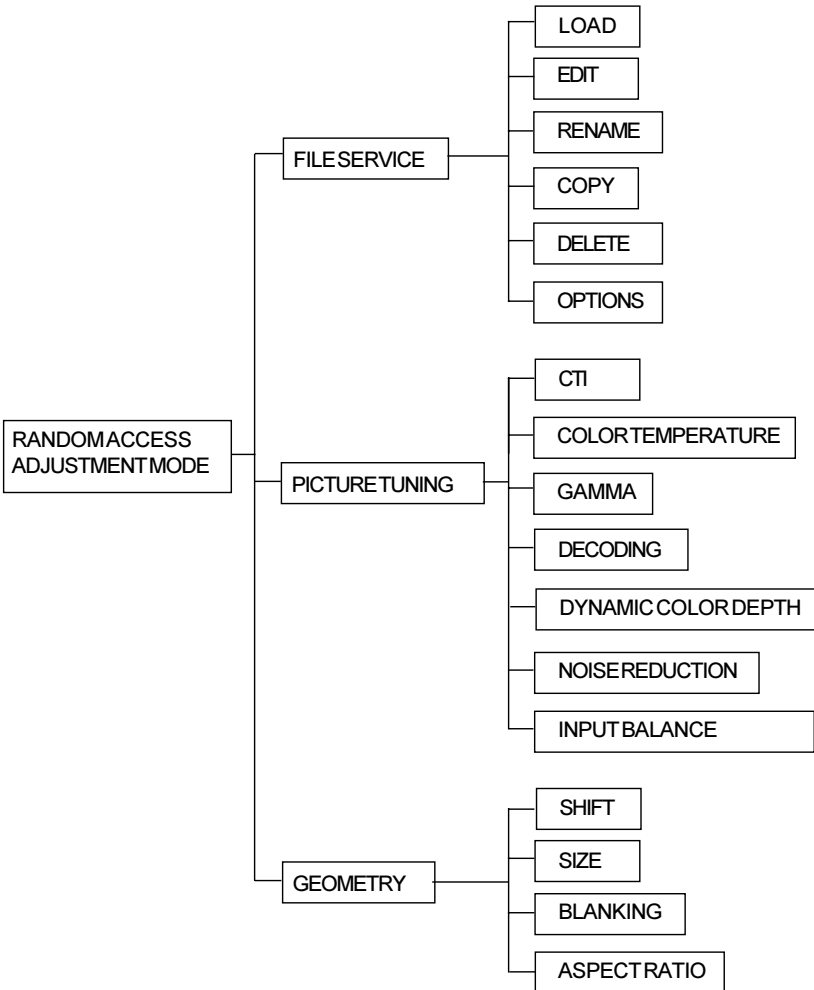 LOAD
EDIT
RENAME
FILE SERVICE
COPY
DELETE
OPTIONS
CTI
COLOR TEMPERATURE
RANDOM ACCESS
ADJUSTMENT MODE
PICTURE TUNING
GAMMA
DECODING
DYNAMIC COLOR DEPTH
NOISE REDUCTION
INPUT BALANCE
SHIFT
SIZE
GEOMETRY
BLANKING
ASPECT RATIO